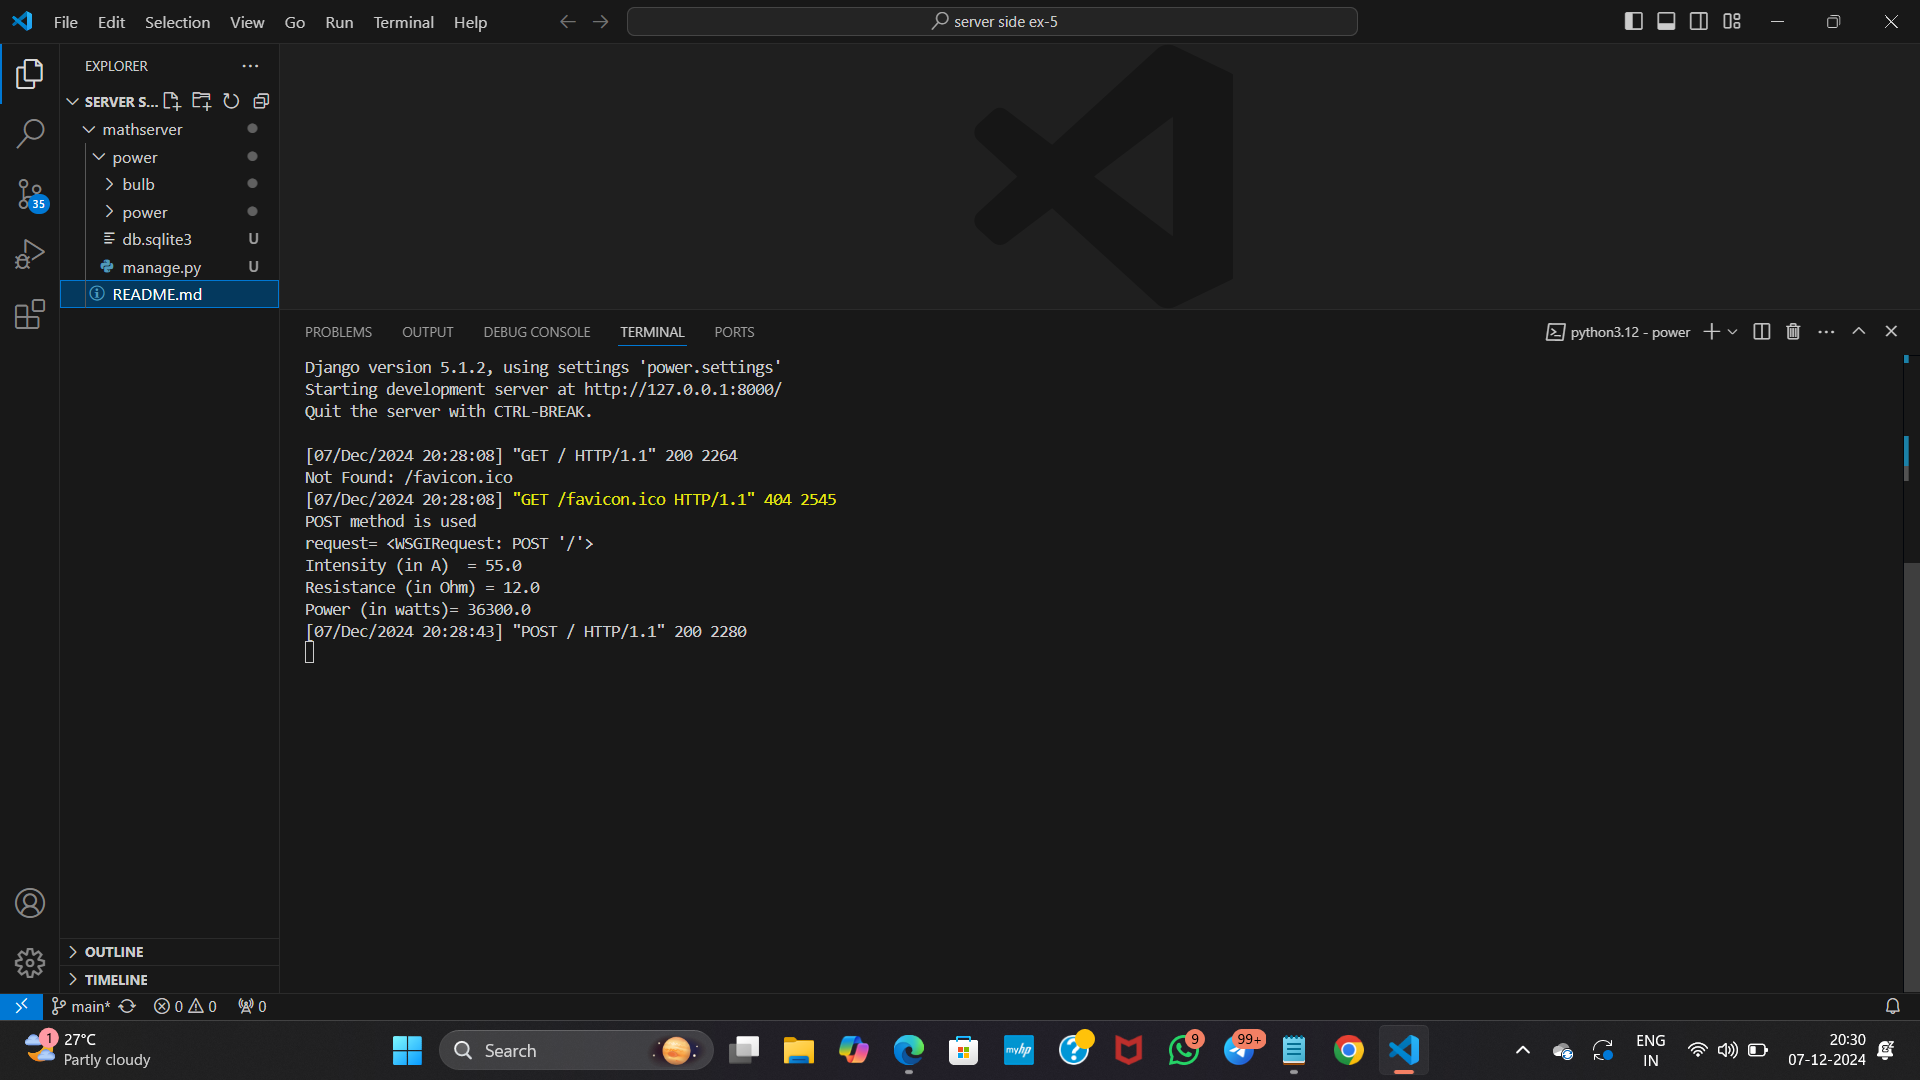 File Edit Selection View Go Run Terminal Help
server side ex-5
EXPLORER
SERVER S...
mathserver
power
bulb
power
db.sqlite3 U
manage.py U
README.md
35
PROBLEMS OUTPUT DEBUG CONSOLE TERMINAL PORTS
python3.12 - power
Django version 5.1.2, using settings 'power.settings'
Starting development server at http://127.0.0.1:8000/
Quit the server with CTRL-BREAK.
[07/Dec/2024 20:28:08] "GET / HTTP/1.1" 200 2264
Not Found: /favicon.ico
[07/Dec/2024 20:28:08] "GET /favicon.ico HTTP/1.1" 404 2545
POST method is used
request= <WSGIRequest: POST '/'>
Intensity (in A)  = 55.0
Resistance (in Ohm) = 12.0
Power (in watts)= 36300.0
[07/Dec/2024 20:28:43] "POST / HTTP/1.1" 200 2280
OUTLINE
TIMELINE
main* 0 0 0
1
27°C
Partly cloudy
Search
myhp
9
99+
ENG
IN
20:30
07-12-2024